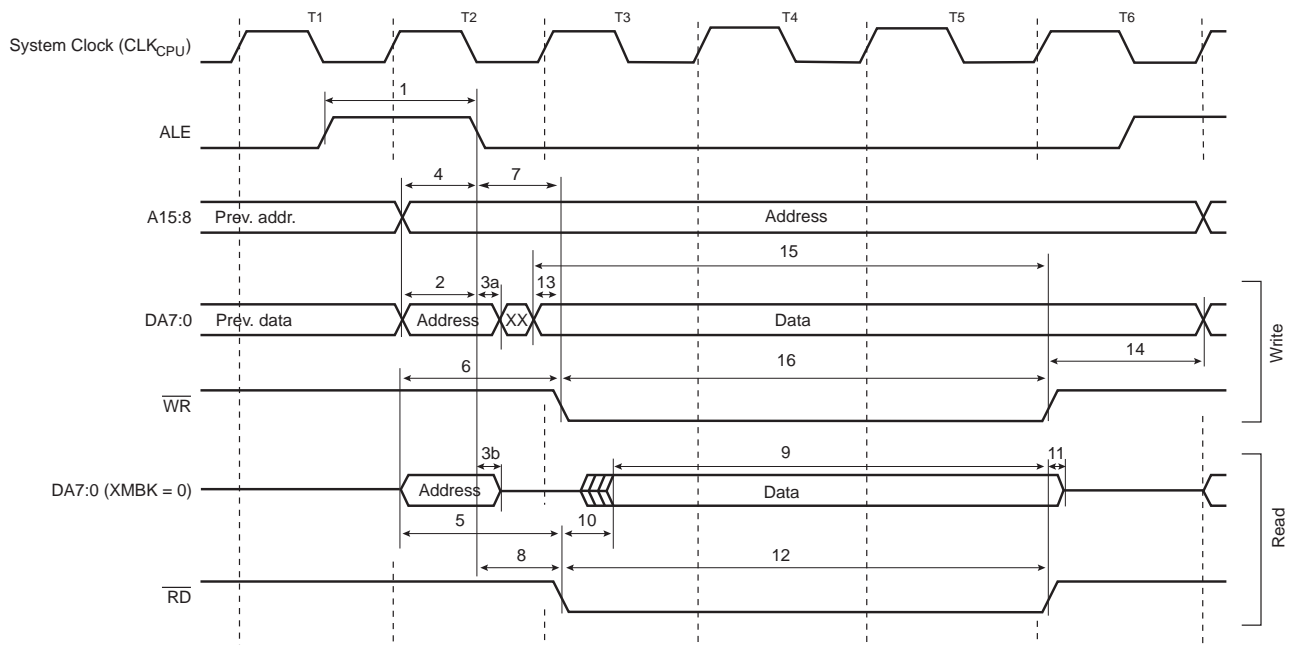 T1 T2 T3 T4 T5 T6
System Clock (CLKCPU)
1
ALE
4 7
A15:8 Prev. addr. Address
15
2 3a 13
DA7:0 Prev. data Address XX Data
14
6 16
WR
Write
3b 9 11
DA7:0 (XMBK = 0) Address Data
5 10
8 12
RD
Read